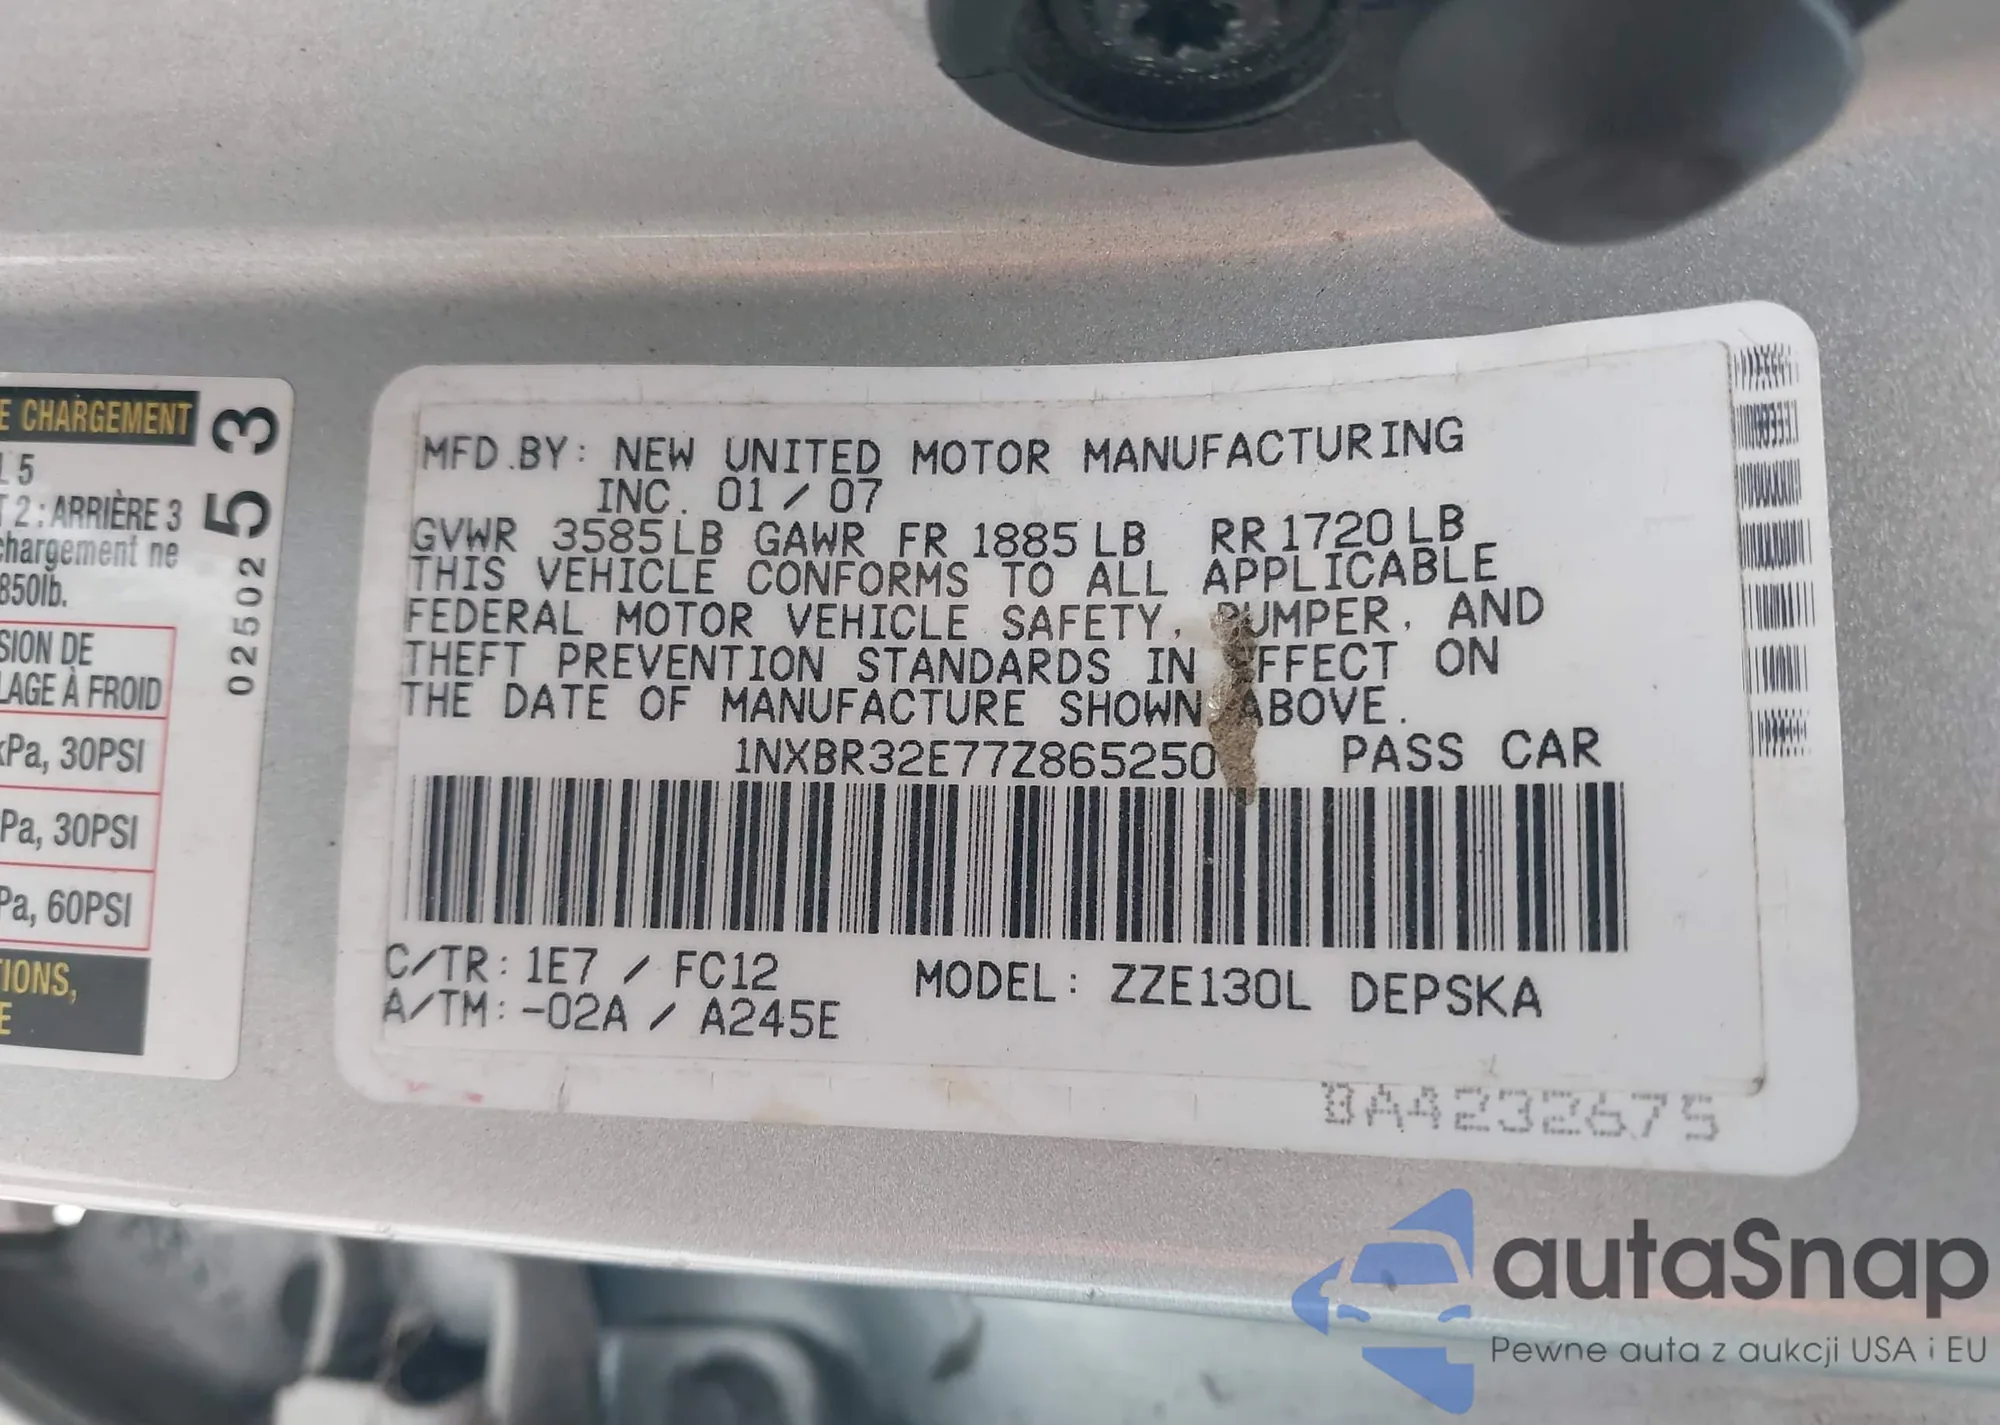 E CHARGEMENT
L 5
T 2 : ARRIÈRE 3
chargement ne
850lb.
SION DE
LAGE À FROID
kPa, 30PSI
Pa, 30PSI
Pa, 60PSI
TIONS,
E
02502 53
MFD.BY: NEW UNITED MOTOR MANUFACTURING
INC. 01 / 07
GVWR 3585LB GAWR FR 1885LB RR 1720LB
THIS VEHICLE CONFORMS TO ALL APPLICABLE
FEDERAL MOTOR VEHICLE SAFETY, BUMPER, AND
THEFT PREVENTION STANDARDS IN EFFECT ON
THE DATE OF MANUFACTURE SHOWN ABOVE.
1NXBR32E77Z865250 PASS CAR
C/TR: 1E7 / FC12
A/TM: -02A / A245E
MODEL: ZZE130L DEPSKA
BA4232675
autaSnap
Pewne auta z aukcji USA i EU